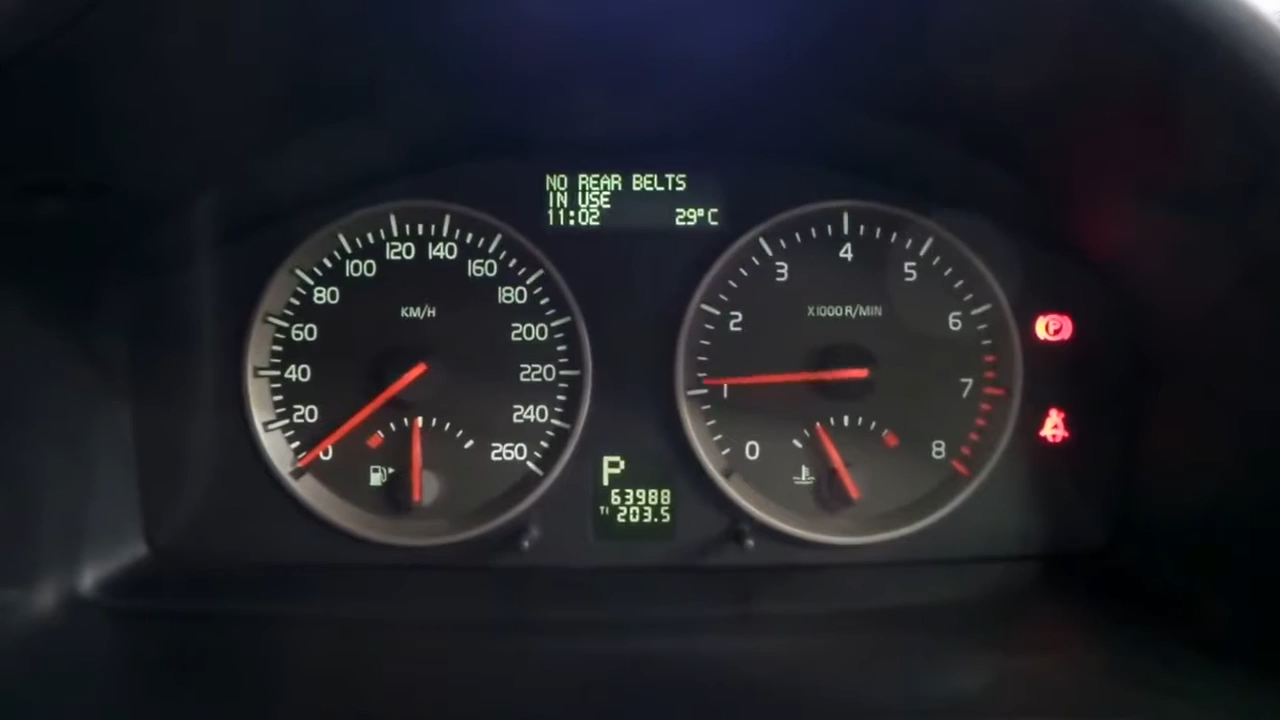 NO REAR BELTS
IN USE
11:02 29°C
0 20 40 60 80 100 120 140 160 180 200 220 240 260
KM/H
0 1 2 3 4 5 6 7 8
X1000 R/MIN
P
63988
T1 203.5
P